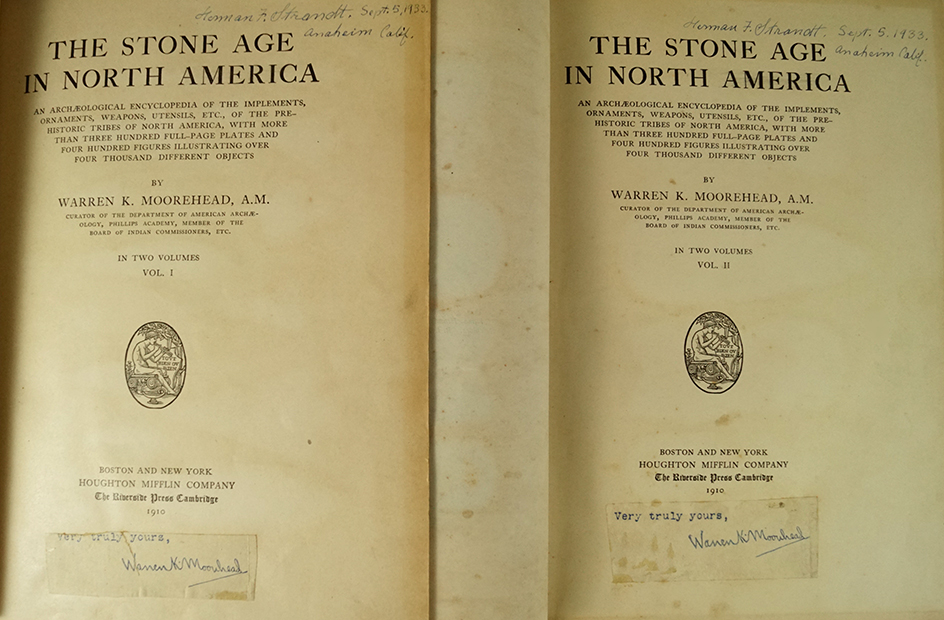 Herman F. Strandt. Sept. 5, 1933.
Anaheim Calif.
THE STONE AGE
IN NORTH AMERICA
AN ARCHÆOLOGICAL ENCYCLOPEDIA OF THE IMPLEMENTS,
ORNAMENTS, WEAPONS, UTENSILS, ETC., OF THE PRE-
HISTORIC TRIBES OF NORTH AMERICA, WITH MORE
THAN THREE HUNDRED FULL-PAGE PLATES AND
FOUR HUNDRED FIGURES ILLUSTRATING OVER
FOUR THOUSAND DIFFERENT OBJECTS
BY
WARREN K. MOOREHEAD, A.M.
CURATOR OF THE DEPARTMENT OF AMERICAN ARCHÆ-
OLOGY, PHILLIPS ACADEMY, MEMBER OF THE
BOARD OF INDIAN COMMISSIONERS, ETC.
IN TWO VOLUMES
VOL. I
BOSTON AND NEW YORK
HOUGHTON MIFFLIN COMPANY
The Riverside Press Cambridge
1910
Very truly yours,
Warren K. Moorehead
Herman F. Strandt. Sept. 5. 1933.
Anaheim Calif.
THE STONE AGE
IN NORTH AMERICA
AN ARCHÆOLOGICAL ENCYCLOPEDIA OF THE IMPLEMENTS,
ORNAMENTS, WEAPONS, UTENSILS, ETC., OF THE PRE-
HISTORIC TRIBES OF NORTH AMERICA, WITH MORE
THAN THREE HUNDRED FULL-PAGE PLATES AND
FOUR HUNDRED FIGURES ILLUSTRATING OVER
FOUR THOUSAND DIFFERENT OBJECTS
BY
WARREN K. MOOREHEAD, A.M.
CURATOR OF THE DEPARTMENT OF AMERICAN ARCHÆ-
OLOGY, PHILLIPS ACADEMY, MEMBER OF THE
BOARD OF INDIAN COMMISSIONERS, ETC.
IN TWO VOLUMES
VOL. II
BOSTON AND NEW YORK
HOUGHTON MIFFLIN COMPANY
The Riverside Press Cambridge
1910
Very truly yours,
Warren K. Moorehead